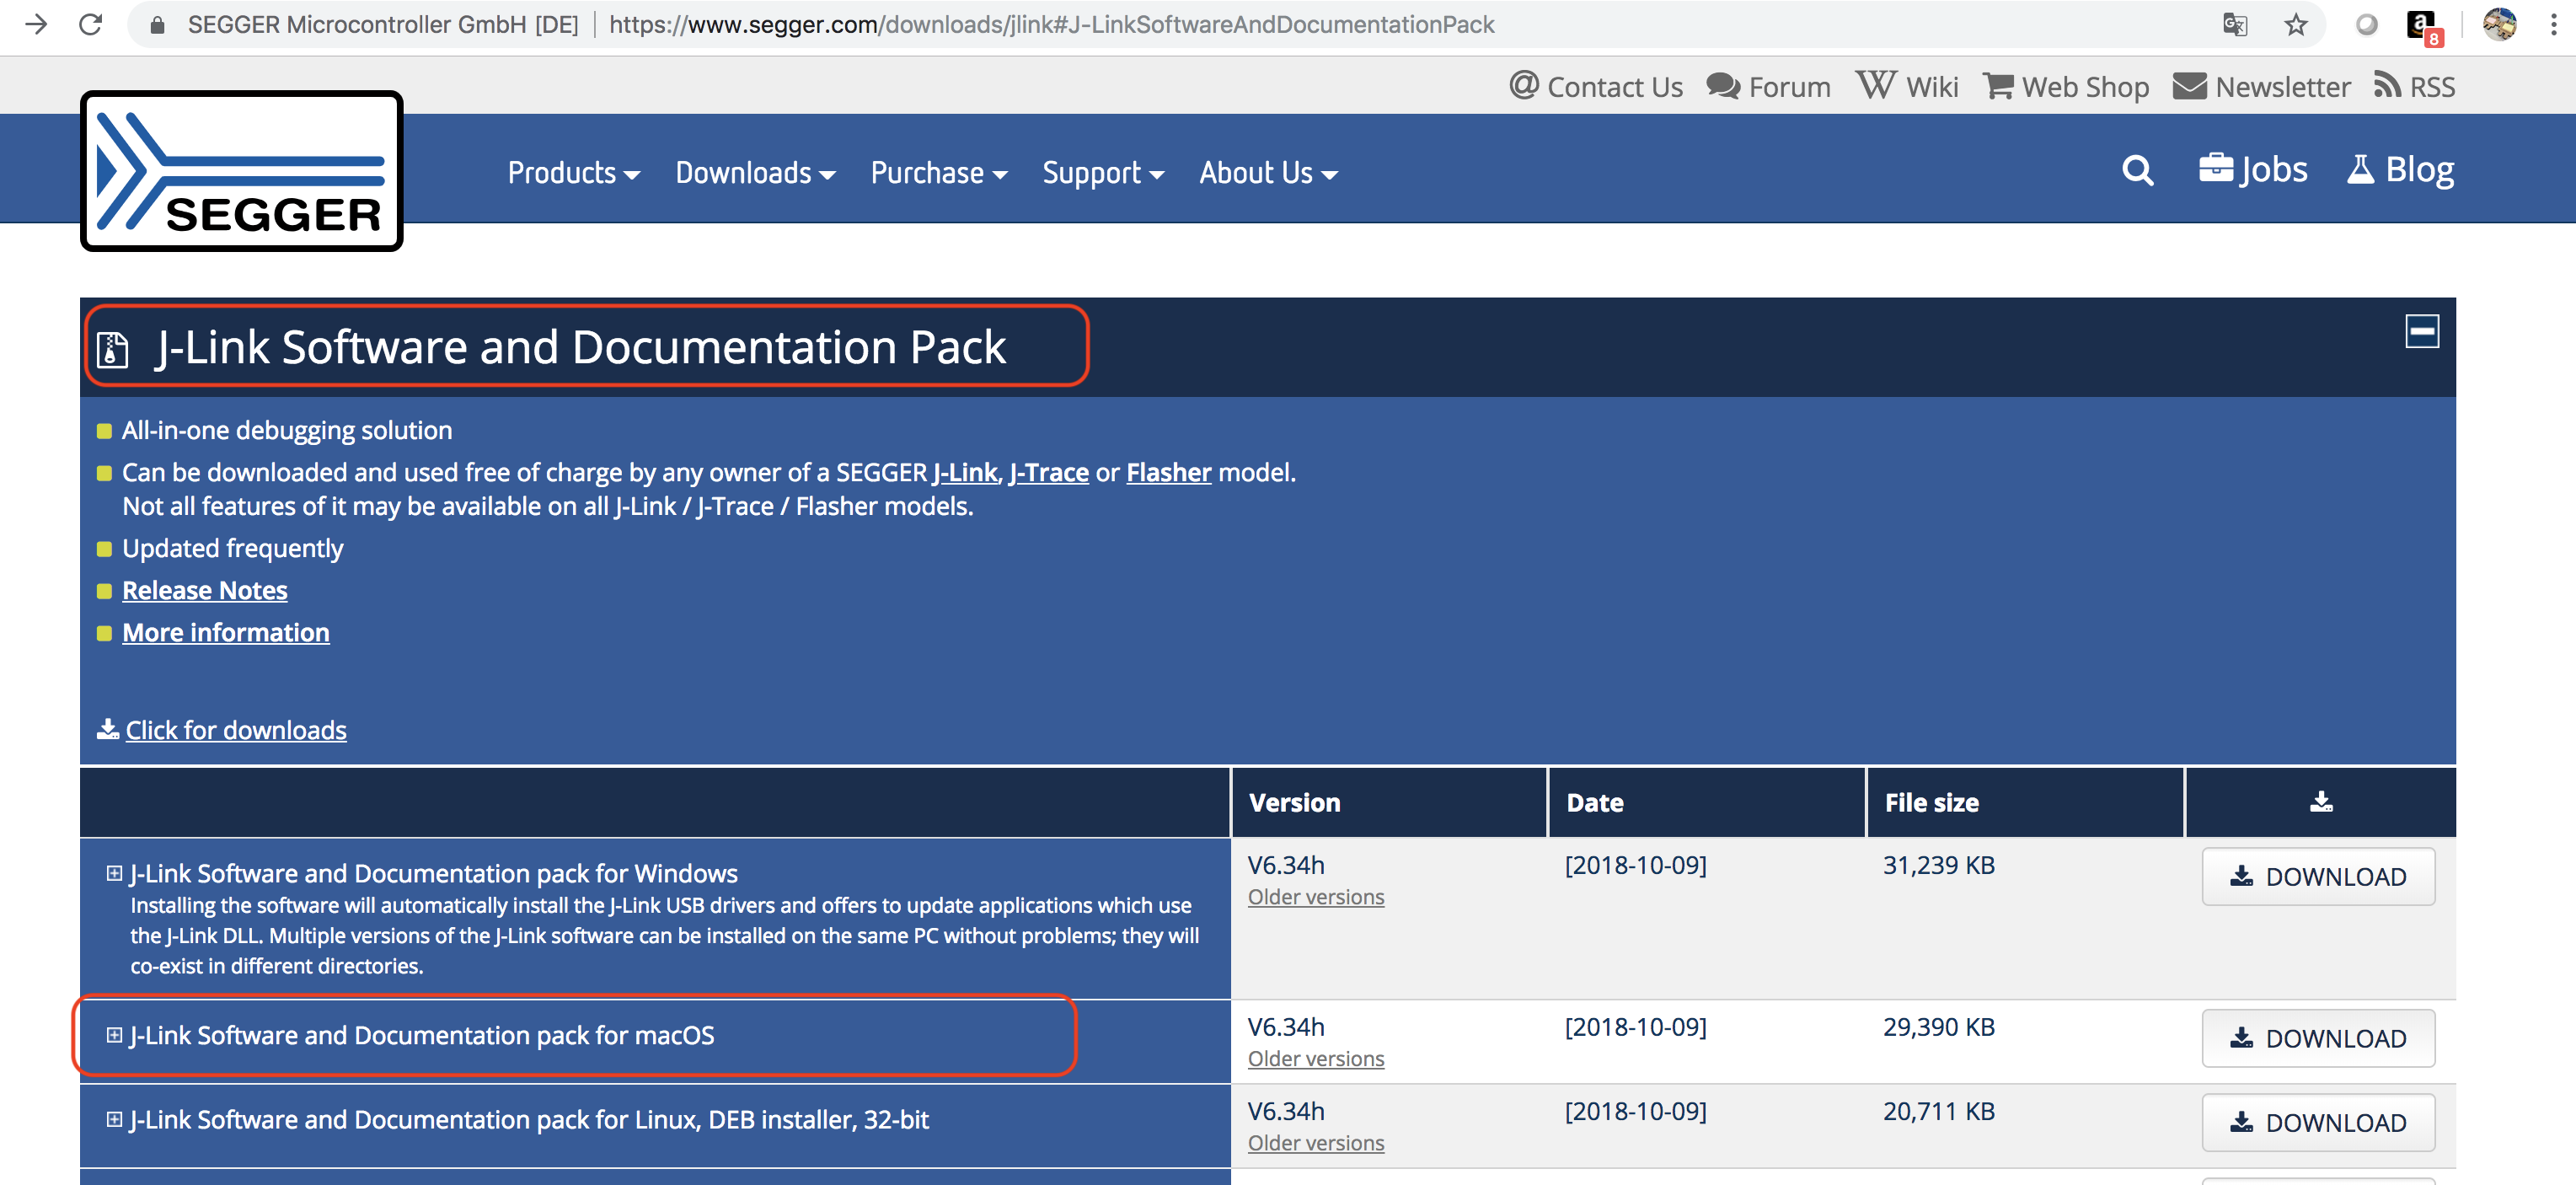 SEGGER Microcontroller GmbH [DE] https://www.segger.com/downloads/jlink#J-LinkSoftwareAndDocumentationPack
a 8
Contact Us Forum Wiki Web Shop Newsletter RSS
SEGGER
Products Downloads Purchase Support About Us Jobs Blog
J-Link Software and Documentation Pack
All-in-one debugging solution
Can be downloaded and used free of charge by any owner of a SEGGER J-Link, J-Trace or Flasher model.
Not all features of it may be available on all J-Link / J-Trace / Flasher models.
Updated frequently
Release Notes
More information
Click for downloads
Version Date File size
J-Link Software and Documentation pack for Windows V6.34h [2018-10-09] 31,239 KB DOWNLOAD
Older versions
Installing the software will automatically install the J-Link USB drivers and offers to update applications which use
the J-Link DLL. Multiple versions of the J-Link software can be installed on the same PC without problems; they will
co-exist in different directories.
J-Link Software and Documentation pack for macOS V6.34h [2018-10-09] 29,390 KB DOWNLOAD
Older versions
J-Link Software and Documentation pack for Linux, DEB installer, 32-bit V6.34h [2018-10-09] 20,711 KB DOWNLOAD
Older versions